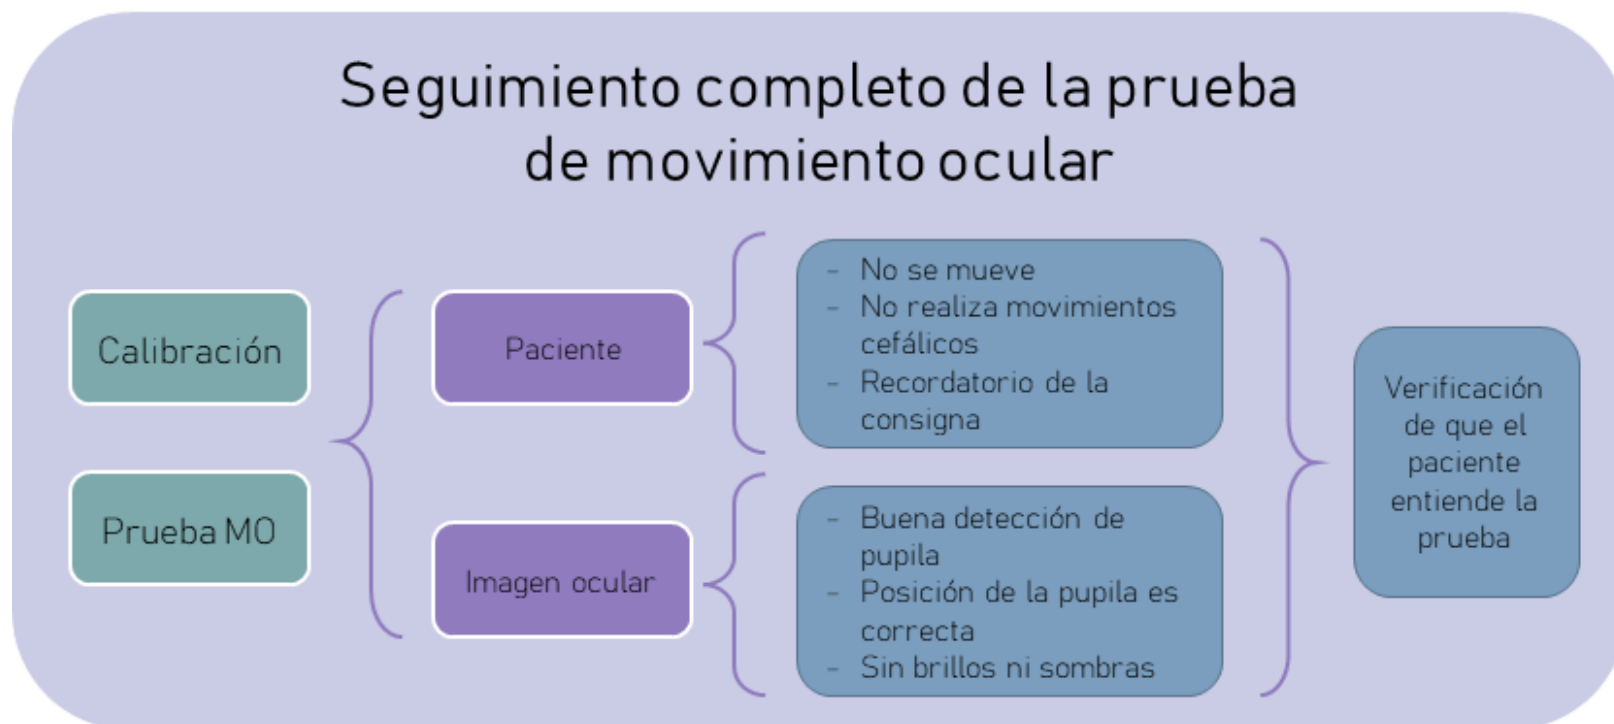 Seguimiento completo de la prueba
de movimiento ocular
Calibración
Prueba MO
Paciente
Imagen ocular
- No se mueve
- No realiza movimientos
cefálicos
- Recordatorio de la
consigna
- Buena detección de
pupila
- Posición de la pupila es
correcta
- Sin brillos ni sombras
Verificación
de que el
paciente
entiende la
prueba